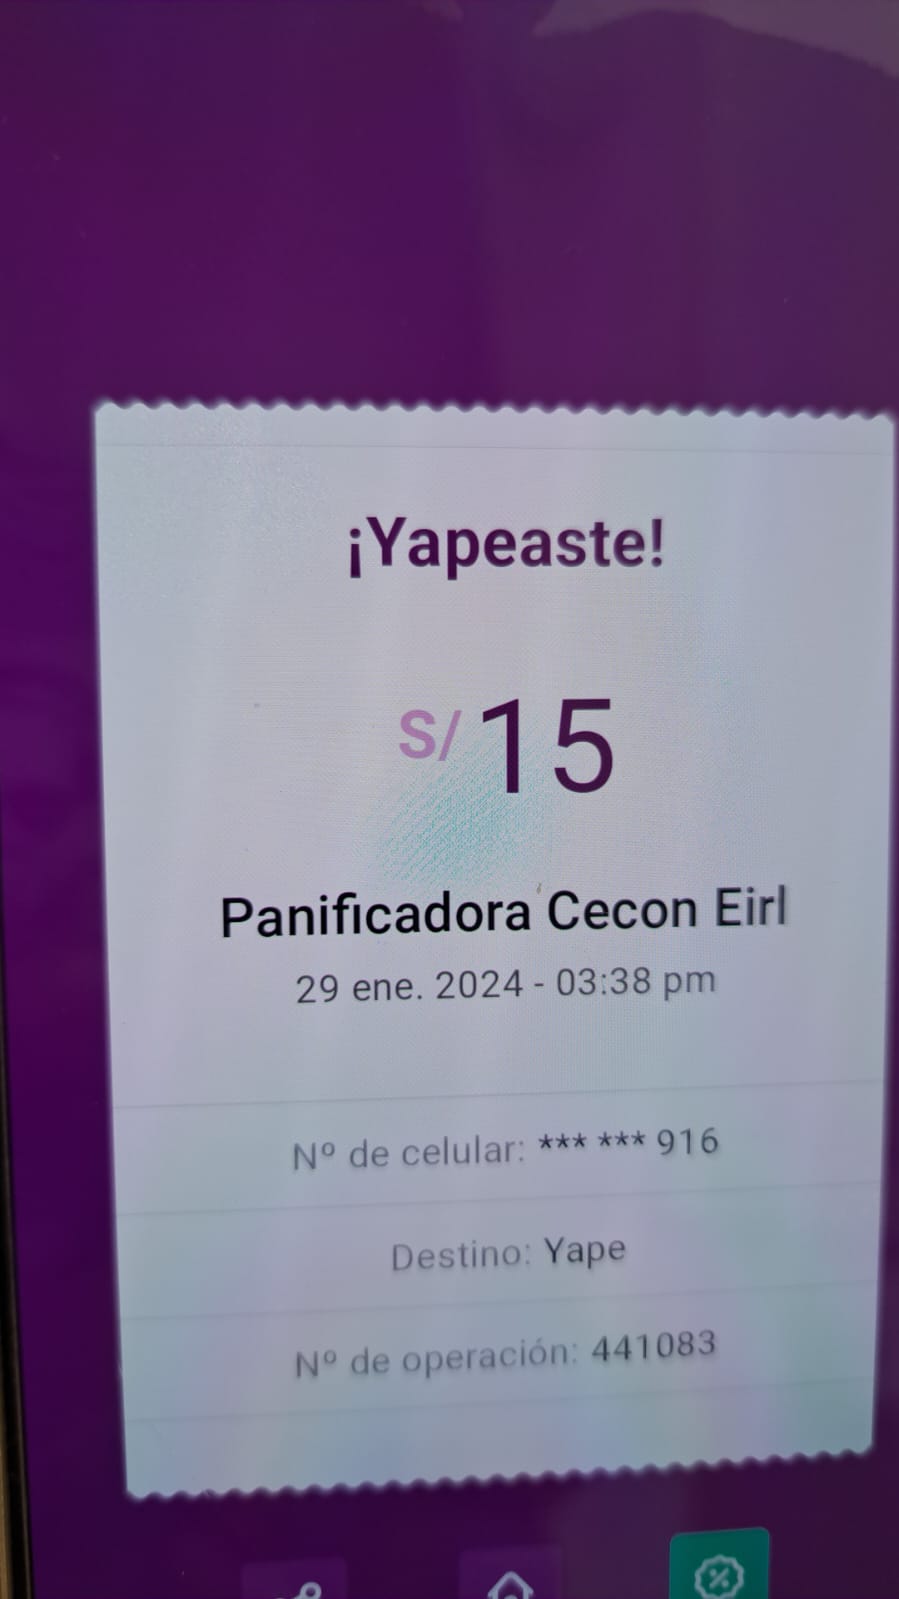 ¡Yapeaste!
S/ 15
Panificadora Cecon Eirl
29 ene. 2024 - 03:38 pm
Nº de celular: *** *** 916
Destino: Yape
Nº de operación: 441083
%